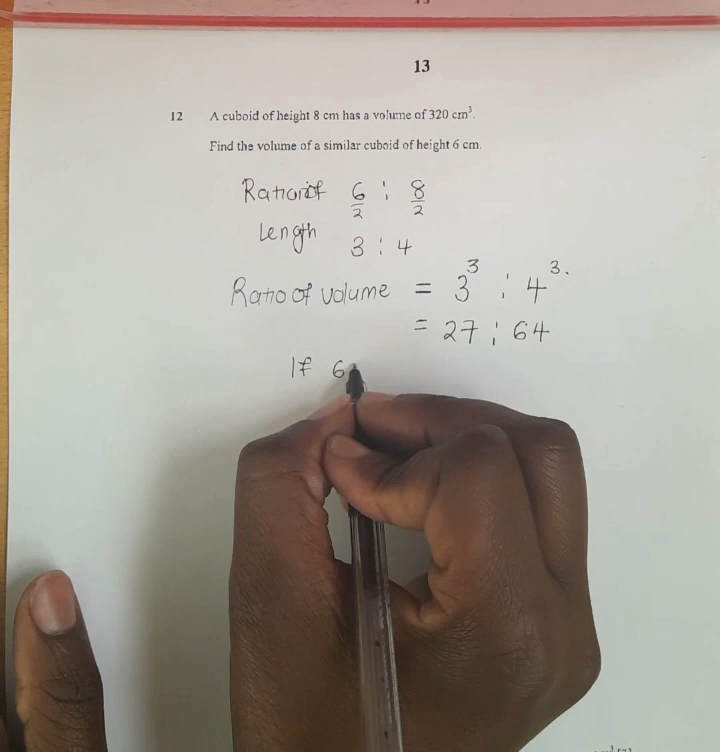 13
12 A cuboid of height 8 cm has a volume of 320 cm³.
Find the volume of a similar cuboid of height 6 cm.
Ratio of 6/2 : 8/2
Length 3 : 4
Ratio of volume = 3³ : 4³.
= 27 : 64
If 6